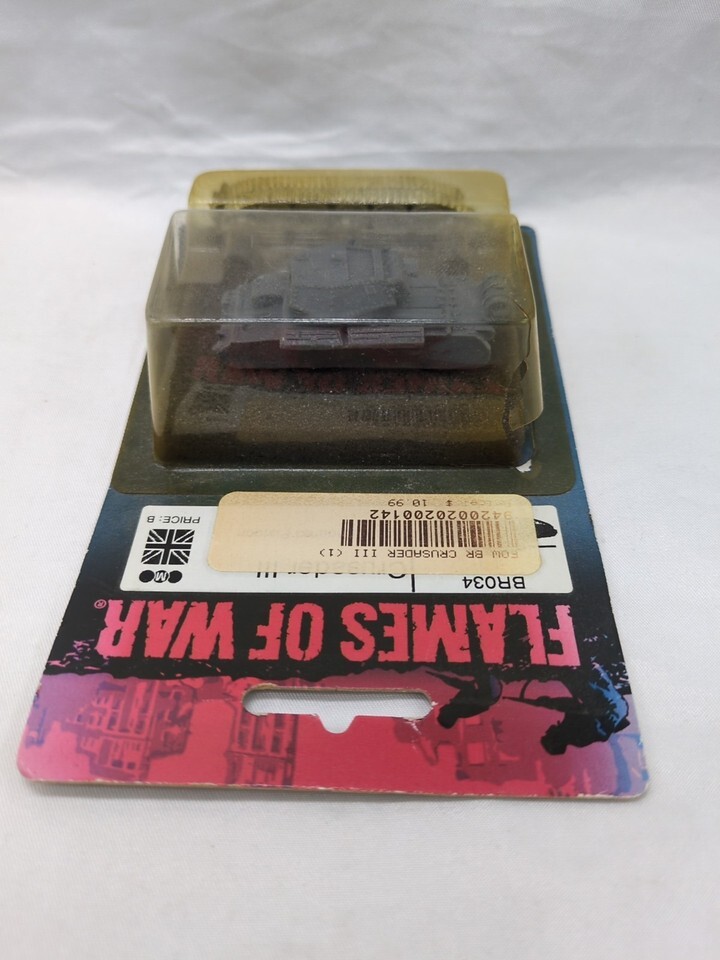 FLAMES OF WAR®
BR034
Crusader III
M
PRICE: B
FOW BR CRUSADER III (1)
9420020200142
$ 10.99